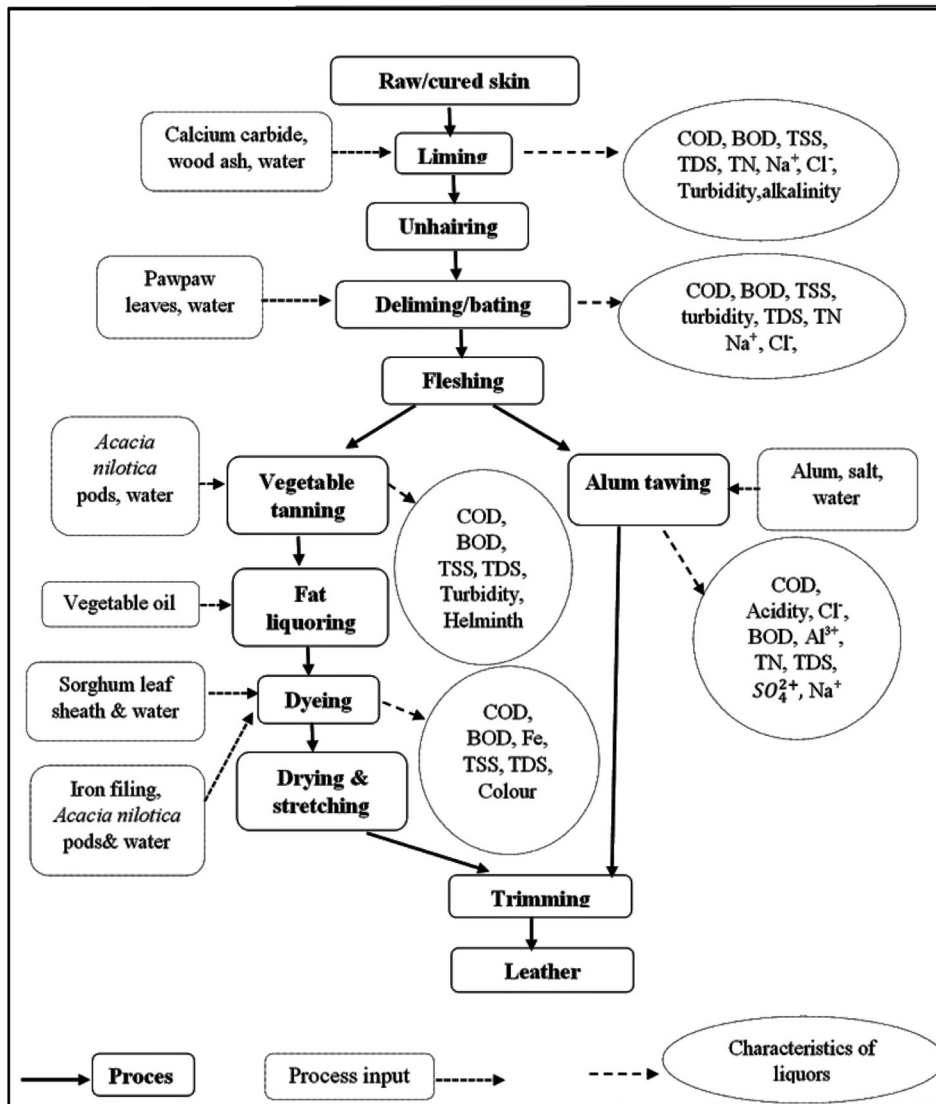 Raw/cured skin
Calcium carbide,
wood ash, water
Liming
COD, BOD, TSS,
TDS, TN, Na⁺, Cl⁻,
Turbidity,alkalinity
Unhairing
Pawpaw
leaves, water
Deliming/bating
COD, BOD, TSS,
turbidity, TDS, TN
Na⁺, Cl⁻,
Fleshing
Acacia
nilotica
pods, water
Vegetable
tanning
COD,
BOD,
TSS, TDS,
Turbidity,
Helminth
Alum tawing
Alum, salt,
water
COD,
Acidity, Cl⁻,
BOD, Al³⁺,
TN, TDS,
SO₄²⁺, Na⁺
Vegetable oil
Fat
liquoring
Sorghum leaf
sheath & water
Dyeing
COD,
BOD, Fe,
TSS, TDS,
Colour
Iron filing,
Acacia nilotica
pods& water
Drying &
stretching
Trimming
Leather
Proces
Process input
Characteristics of
liquors